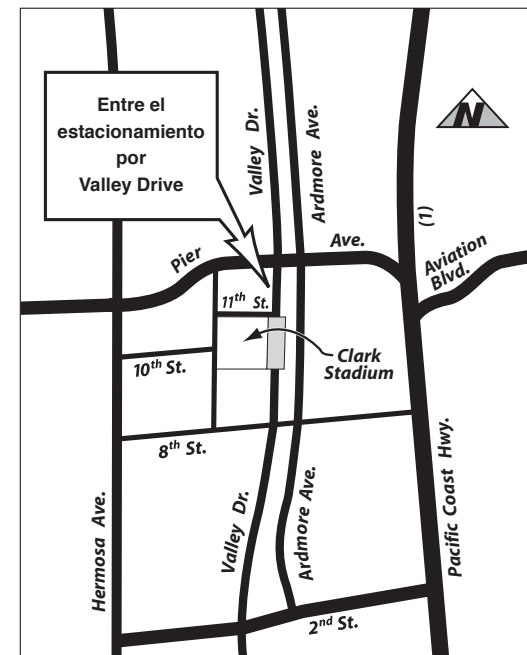 Entre el
estacionamiento
por
Valley Drive
Valley Dr.
Ardmore Ave.
N
(1)
Pier
Ave.
Aviation
Blvd.
11th St.
10th St.
Clark
Stadium
8th St.
Hermosa Ave.
Valley Dr.
Ardmore Ave.
Pacific Coast Hwy.
2nd St.